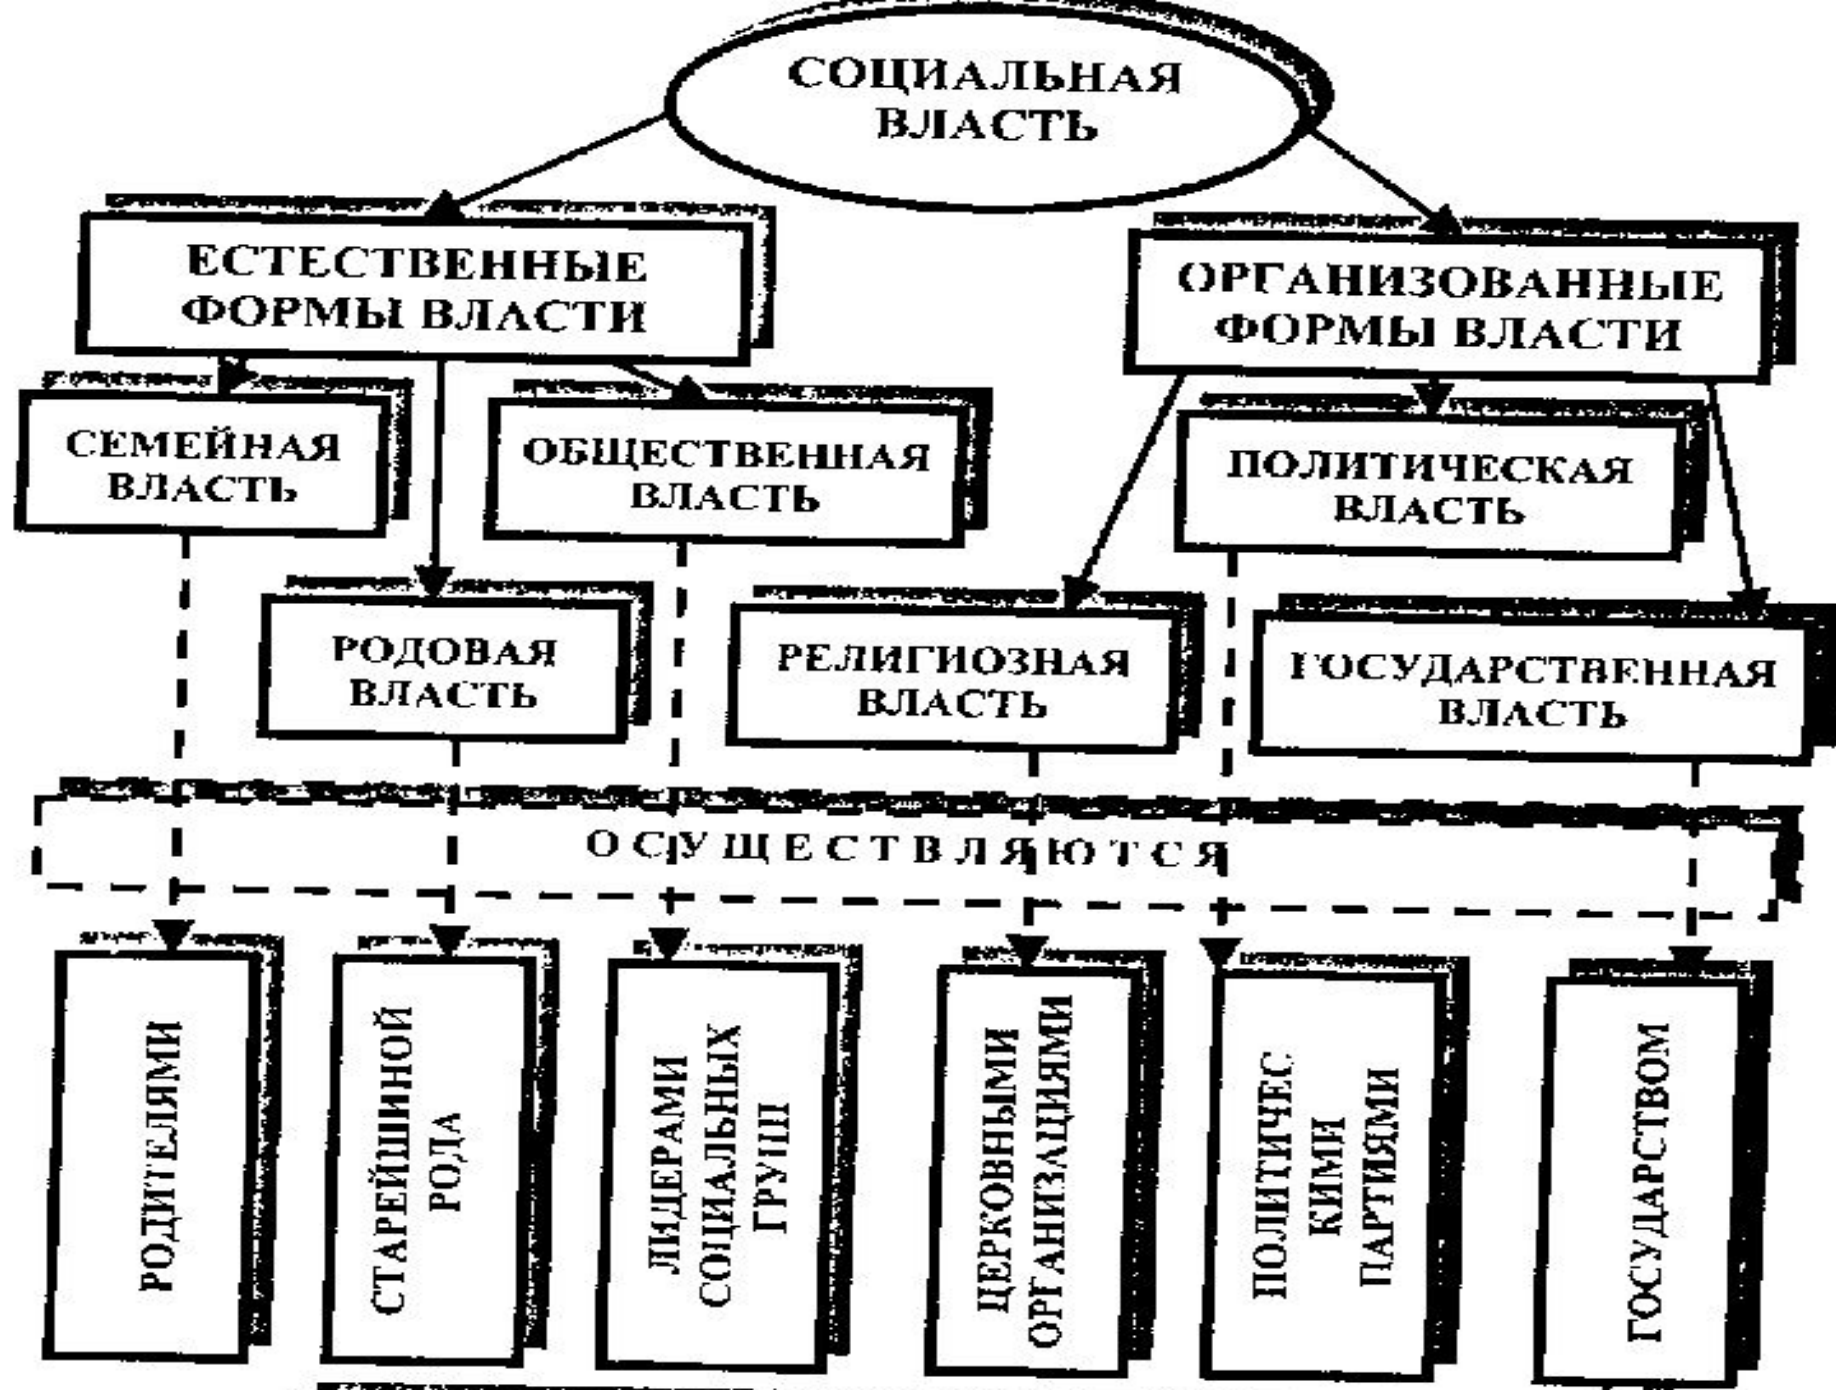 СОЦИАЛЬНАЯ
ВЛАСТЬ
ЕСТЕСТВЕННЫЕ
ФОРМЫ ВЛАСТИ
ОРГАНИЗОВАННЫЕ
ФОРМЫ ВЛАСТИ
СЕМЕЙНАЯ
ВЛАСТЬ
ОБЩЕСТВЕННАЯ
ВЛАСТЬ
ПОЛИТИЧЕСКАЯ
ВЛАСТЬ
РОДОВАЯ
ВЛАСТЬ
РЕЛИГИОЗНАЯ
ВЛАСТЬ
ГОСУДАРСТВЕННАЯ
ВЛАСТЬ
ОСУЩЕСТВЛЯЮТСЯ
РОДИТЕЛЯМИ
СТАРЕЙШИНОЙ
РОДА
ЛИДЕРАМИ
СОЦИАЛЬНЫХ
ГРУПП
ЦЕРКОВНЫМИ
ОРГАНИЗАЦИЯМИ
ПОЛИТИЧЕС
КИМИ
ПАРТИЯМИ
ГОСУДАРСТВОМ